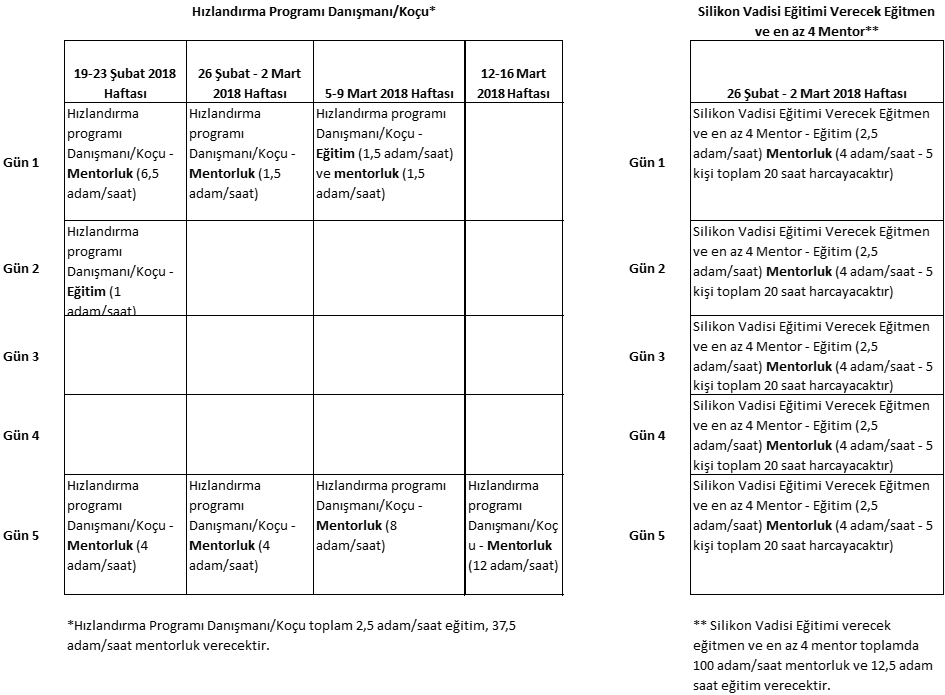 Hızlandırma Programı Danışmanı/Koçu*
19-23 Şubat 2018
Haftası
26 Şubat - 2 Mart
2018 Haftası
5-9 Mart 2018 Haftası
12-16 Mart
2018 Haftası
Gün 1
Hızlandırma
programı
Danışmanı/Koçu -
Mentorluk (6,5
adam/saat)
Hızlandırma
programı
Danışmanı/Koçu -
Mentorluk (1,5
adam/saat)
Hızlandırma programı
Danışmanı/Koçu -
Eğitim (1,5 adam/saat)
ve mentorluk (1,5
adam/saat)
Gün 2
Hızlandırma
programı
Danışmanı/Koçu -
Eğitim (1
adam/saat)
Gün 3
Gün 4
Gün 5
Hızlandırma
programı
Danışmanı/Koçu -
Mentorluk (4
adam/saat)
Hızlandırma
programı
Danışmanı/Koçu -
Mentorluk (4
adam/saat)
Hızlandırma programı
Danışmanı/Koçu -
Mentorluk (8
adam/saat)
Hızlandırma
programı
Danışmanı/Koç
u - Mentorluk
(12 adam/saat)
*Hızlandırma Programı Danışmanı/Koçu toplam 2,5 adam/saat eğitim, 37,5
adam/saat mentorluk verecektir.
Silikon Vadisi Eğitimi Verecek Eğitmen
ve en az 4 Mentor**
26 Şubat - 2 Mart 2018 Haftası
Gün 1
Silikon Vadisi Eğitimi Verecek Eğitmen
ve en az 4 Mentor - Eğitim (2,5
adam/saat) Mentorluk (4 adam/saat - 5
kişi toplam 20 saat harcayacaktır)
Gün 2
Silikon Vadisi Eğitimi Verecek Eğitmen
ve en az 4 Mentor - Eğitim (2,5
adam/saat) Mentorluk (4 adam/saat - 5
kişi toplam 20 saat harcayacaktır)
Gün 3
Silikon Vadisi Eğitimi Verecek Eğitmen
ve en az 4 Mentor - Eğitim (2,5
adam/saat) Mentorluk (4 adam/saat - 5
kişi toplam 20 saat harcayacaktır)
Gün 4
Silikon Vadisi Eğitimi Verecek Eğitmen
ve en az 4 Mentor - Eğitim (2,5
adam/saat) Mentorluk (4 adam/saat - 5
kişi toplam 20 saat harcayacaktır)
Gün 5
Silikon Vadisi Eğitimi Verecek Eğitmen
ve en az 4 Mentor - Eğitim (2,5
adam/saat) Mentorluk (4 adam/saat - 5
kişi toplam 20 saat harcayacaktır)
** Silikon Vadisi Eğitimi verecek
eğitmen ve en az 4 mentor toplamda
100 adam/saat mentorluk ve 12,5 adam
saat eğitim verecektir.